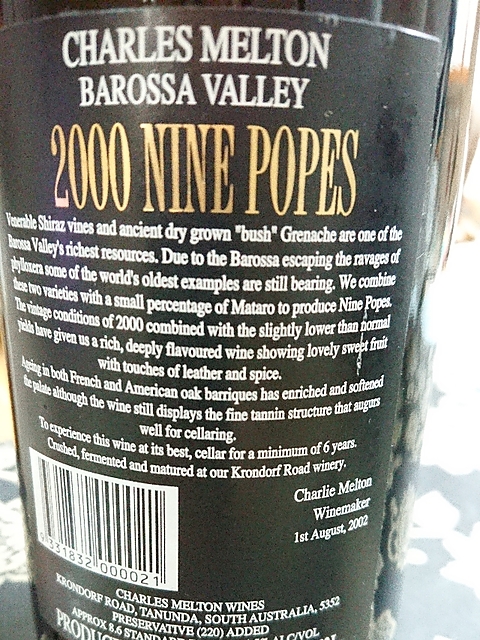 CHARLES MELTON
BAROSSA VALLEY
2000 NINE POPES
Venerable Shiraz vines and ancient dry grown "bush" Grenache are one of the
Barossa Valley's richest resources. Due to the Barossa escaping the ravages of
phylloxera some of the world's oldest examples are still bearing. We combine
these two varieties with a small percentage of Mataro to produce Nine Popes.
The vintage conditions of 2000 combined with the slightly lower than normal
yields have given us a rich, deeply flavoured wine showing lovely sweet fruit
with touches of leather and spice.
Ageing in both French and American oak barriques has enriched and softened
the palate although the wine still displays the fine tannin structure that augurs
well for cellaring.
To experience this wine at its best, cellar for a minimum of 6 years.
Crushed, fermented and matured at our Krondorf Road winery.
Charlie Melton
Winemaker
1st August, 2002
9331832 000021
CHARLES MELTON WINES
KRONDORF ROAD, TANUNDA, SOUTH AUSTRALIA, 5352
PRESERVATIVE (220) ADDED
APPROX 8.6 STANDARD ALC/VOL